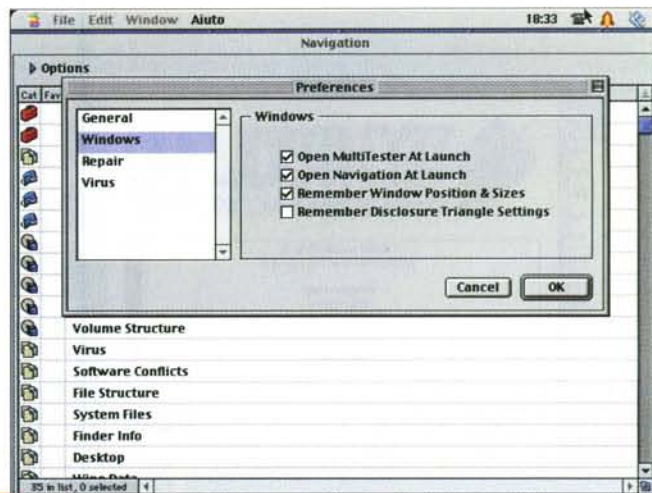 File Edit Window Aiuto 18:33
Navigation
Options
Cat Fav
Preferences
General
Windows
Repair
Virus
Windows
Open MultiTester At Launch
Open Navigation At Launch
Remember Window Position & Sizes
Remember Disclosure Triangle Settings
Cancel OK
Volume Structure
Virus
Software Conflicts
File Structure
System Files
Finder Info
Desktop
35 in list, 0 selected